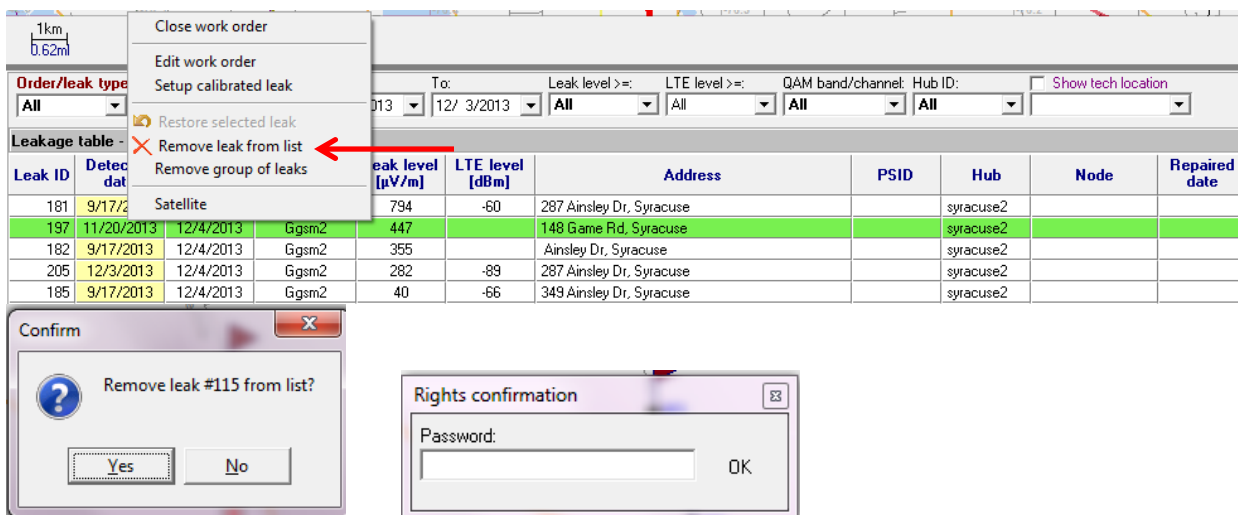 1km
0.62ml
Close work order
Edit work order
Setup calibrated leak
Restore selected leak
Remove leak from list
Remove group of leaks
Satellite
Order/leak type To: Leak level >=: LTE level >=: QAM band/channel: Hub ID: Show tech location
All 12/ 3/2013 All All All All
Leakage table -
Leak ID LTE level [dBm] Address PSID Hub Node Repaired date
181 794 -60 287 Ainsley Dr, Syracuse syracuse2
197 11/20/2013 12/4/2013 Ggsm2 447 148 Game Rd, Syracuse syracuse2
182 9/17/2013 12/4/2013 Ggsm2 355 Ainsley Dr, Syracuse syracuse2
205 12/3/2013 12/4/2013 Ggsm2 282 -89 287 Ainsley Dr, Syracuse syracuse2
185 9/17/2013 12/4/2013 Ggsm2 40 -66 349 Ainsley Dr, Syracuse syracuse2
Confirm
Remove leak #115 from list?
Yes No
Rights confirmation
Password:
OK